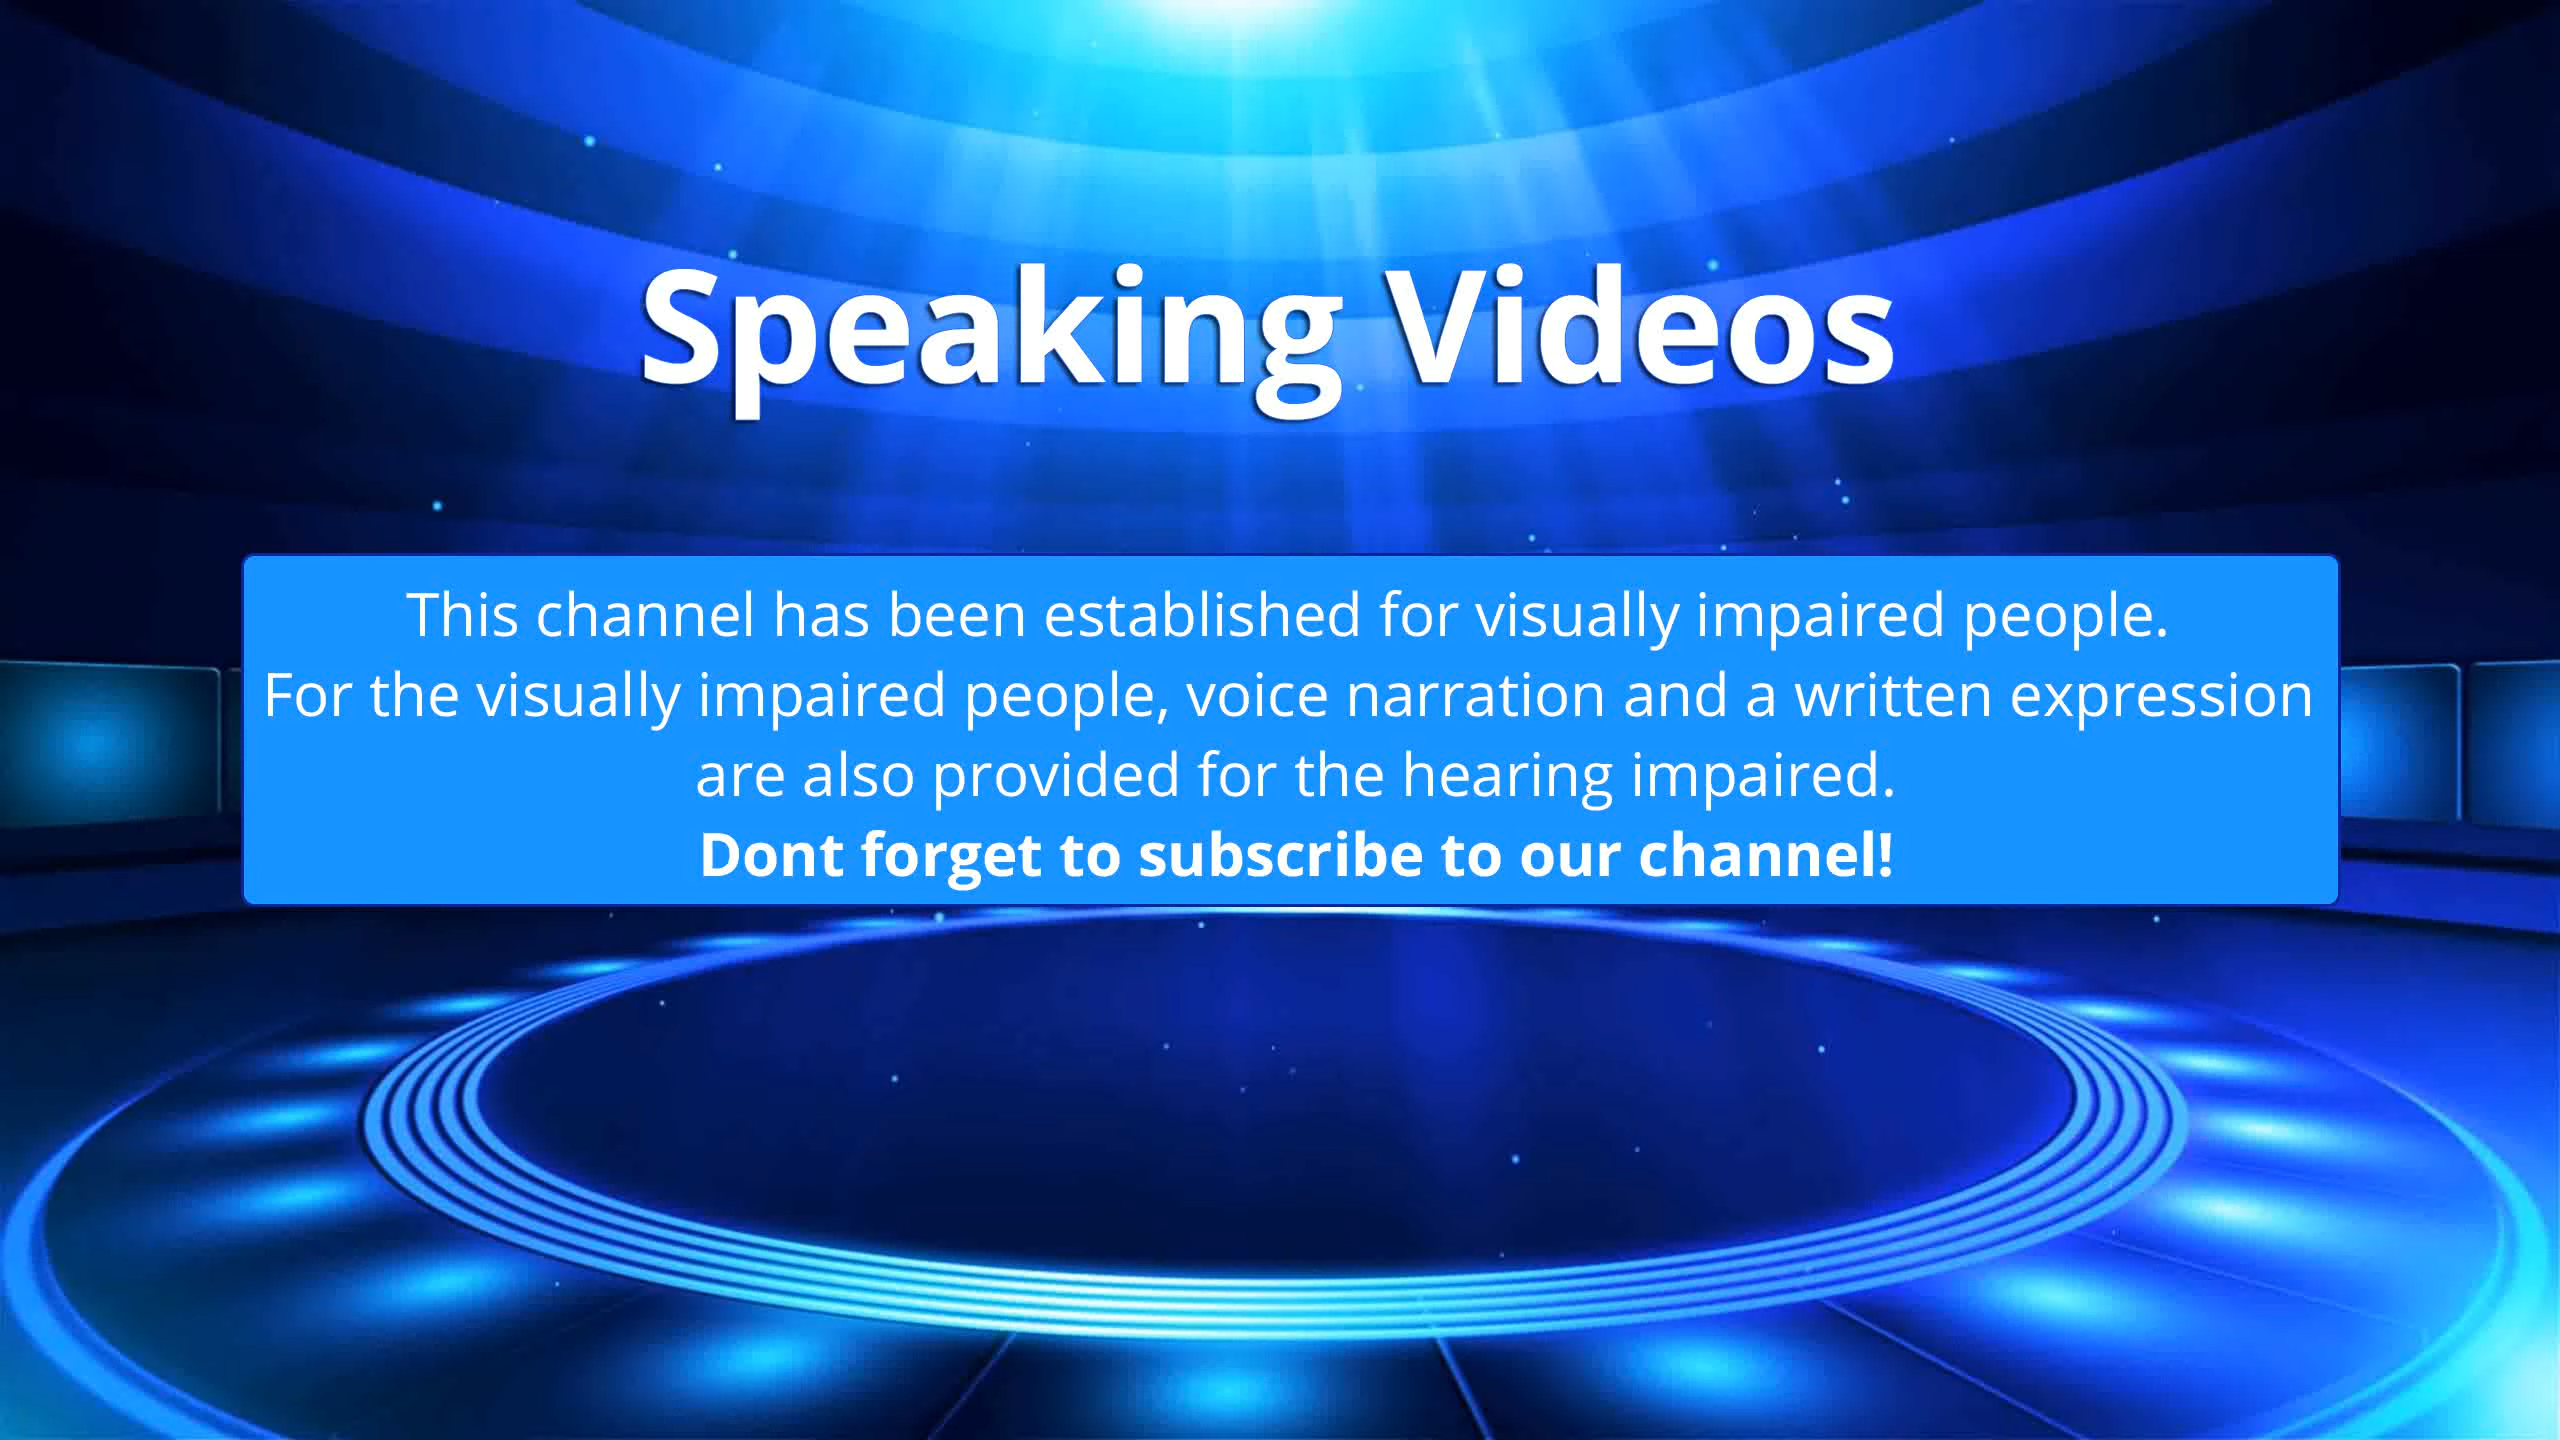 Speaking Videos
This channel has been established for visually impaired people.
For the visually impaired people, voice narration and a written expression
are also provided for the hearing impaired.
Dont forget to subscribe to our channel!